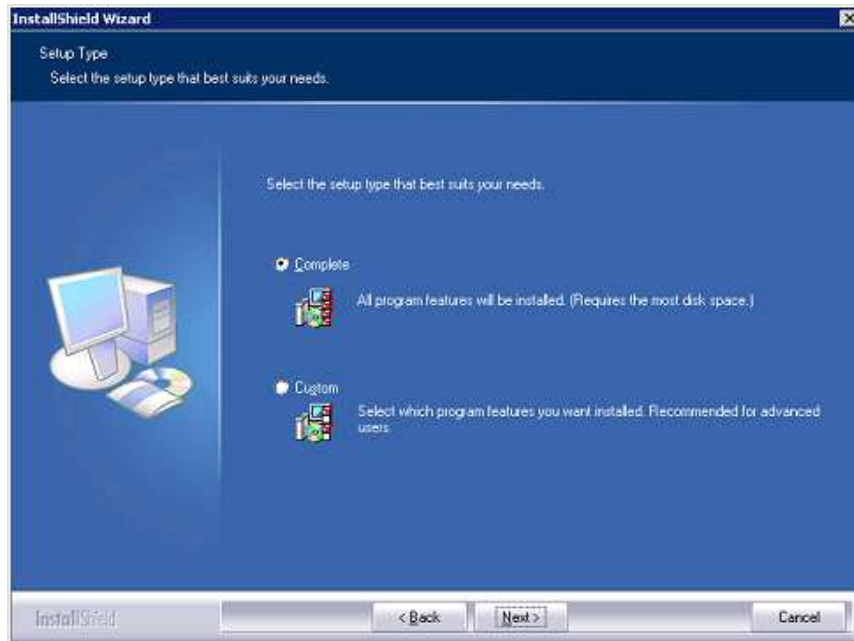 InstallShield Wizard
Setup Type
Select the setup type that best suits your needs.
Select the setup type that best suits your needs.
Complete
All program features will be installed. (Requires the most disk space.)
Custom
Select which program features you want installed. Recommended for advanced
users.
InstallShield
< Back
Next >
Cancel